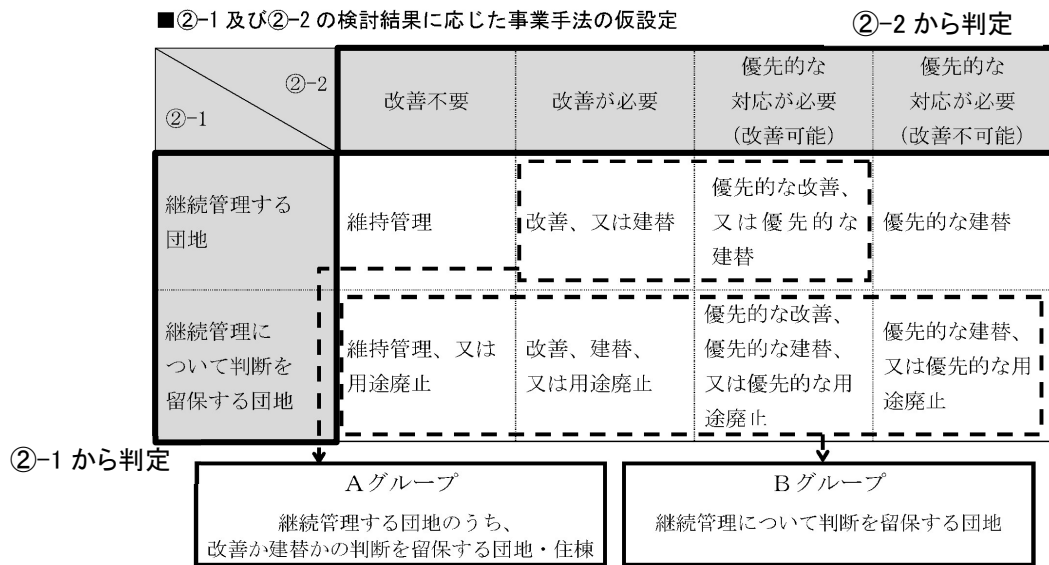 ■②-1 及び②-2 の検討結果に応じた事業手法の仮設定
②-2 から判定
②-2
②-1
改善不要
改善が必要
優先的な
対応が必要
（改善可能）
優先的な
対応が必要
（改善不可能）
継続管理する
団地
維持管理
改善、又は建替
優先的な改善、
又は優先的な
建替
優先的な建替
継続管理に
ついて判断を
留保する団地
維持管理、又は
用途廃止
改善、建替、
又は用途廃止
優先的な改善、
優先的な建替、
又は優先的な用
途廃止
優先的な建替、
又は優先的な用
途廃止
②-1 から判定
Ａグループ
継続管理する団地のうち、
改善か建替かの判断を留保する団地・住棟
Ｂグループ
継続管理について判断を留保する団地